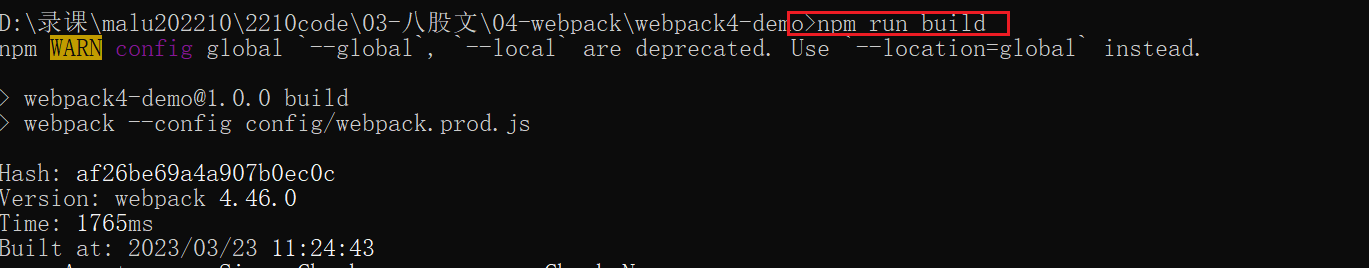 D:\录课\malu202210\2210code\03-八股文\04-webpack\webpack4-demo>npm run build
npm WARN config global `--global`, `--local` are deprecated. Use `--location=global` instead.
> webpack4-demo@1.0.0 build
> webpack --config config/webpack.prod.js
Hash: af26be69a4a907b0ec0c
Version: webpack 4.46.0
Time: 1765ms
Built at: 2023/03/23 11:24:43